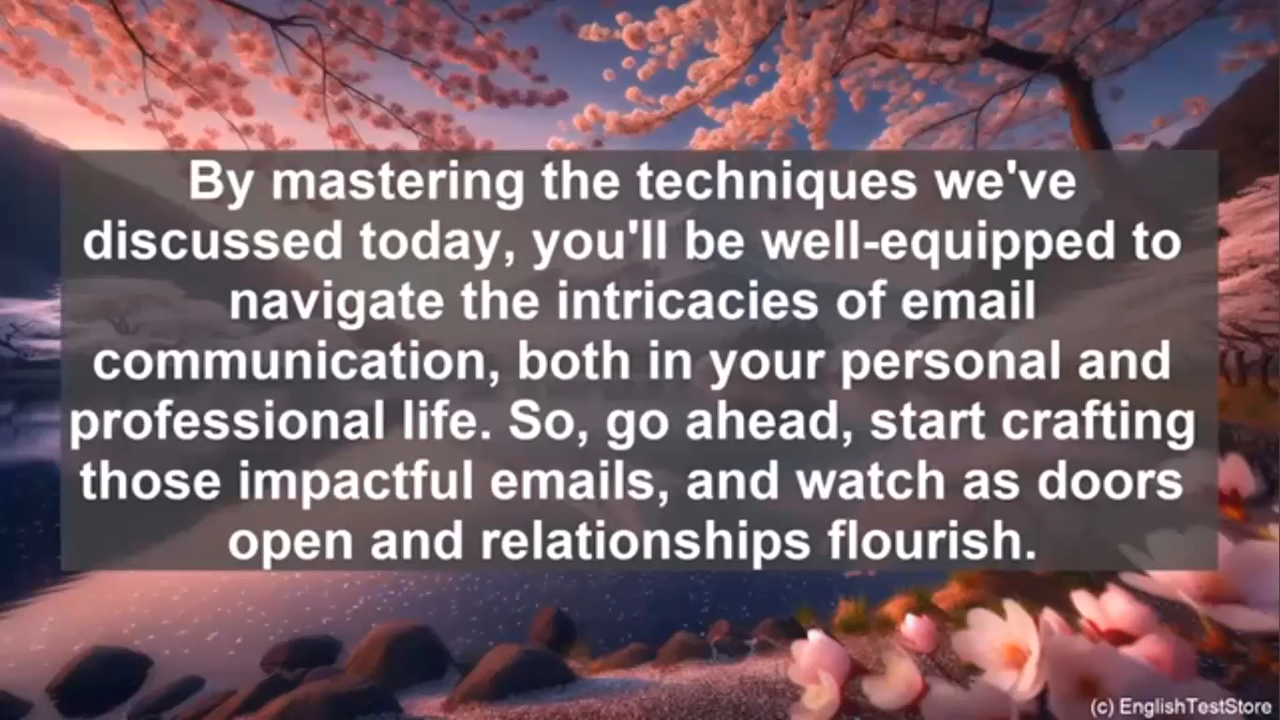 By mastering the techniques we've
discussed today, you'll be well-equipped to
navigate the intricacies of email
communication, both in your personal and
professional life. So, go ahead, start crafting
those impactful emails, and watch as doors
open and relationships flourish.
(c) EnglishTestStore